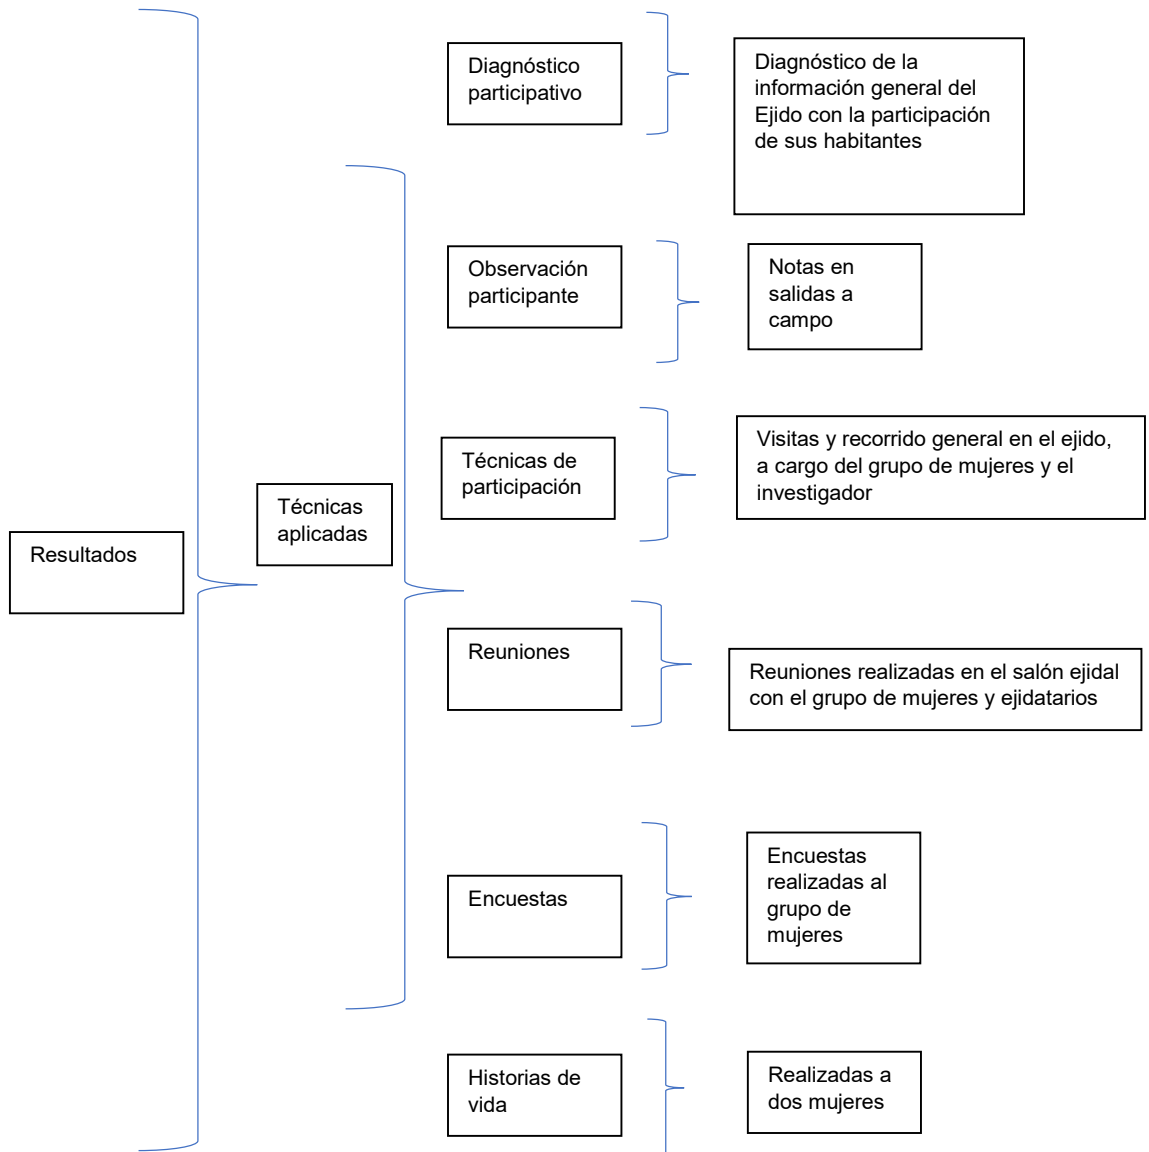 Resultados
Técnicas
aplicadas
Diagnóstico
participativo
Diagnóstico de la
información general del
Ejido con la participación
de sus habitantes
Observación
participante
Notas en
salidas a
campo
Técnicas de
participación
Visitas y recorrido general en el ejido,
a cargo del grupo de mujeres y el
investigador
Reuniones
Reuniones realizadas en el salón ejidal
con el grupo de mujeres y ejidatarios
Encuestas
Encuestas
realizadas al
grupo de
mujeres
Historias de
vida
Realizadas a
dos mujeres